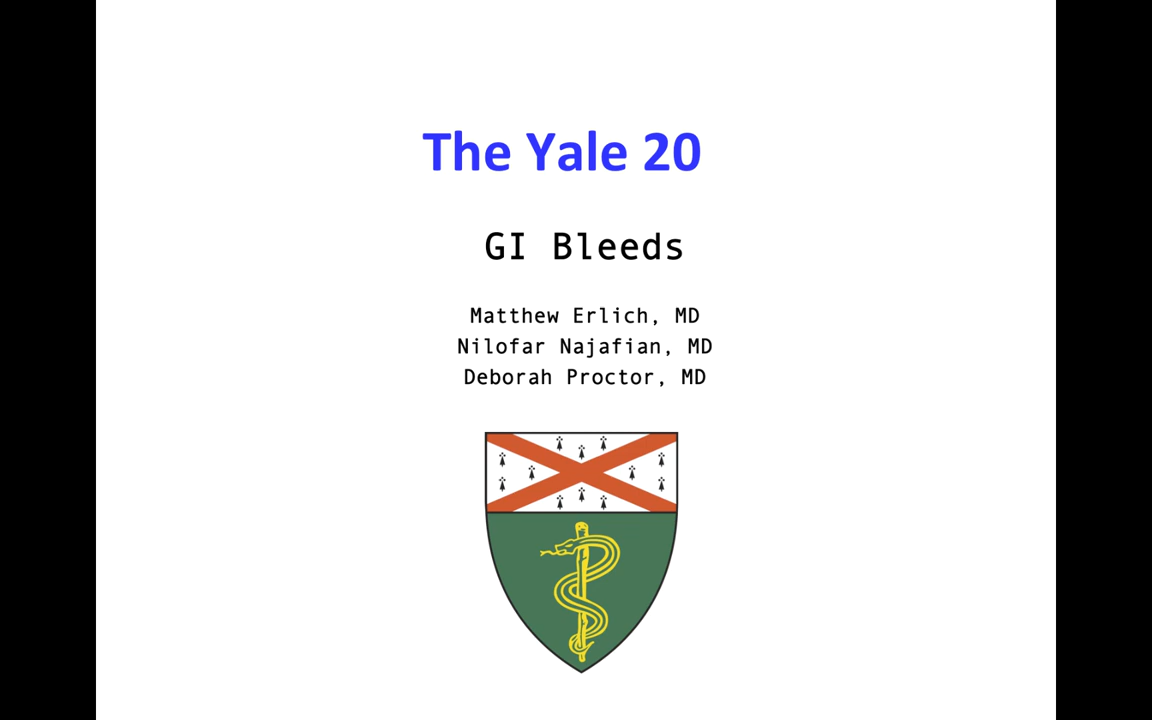 The Yale 20
GI Bleeds
Matthew Erlich, MD
Nilofar Najafian, MD
Deborah Proctor, MD